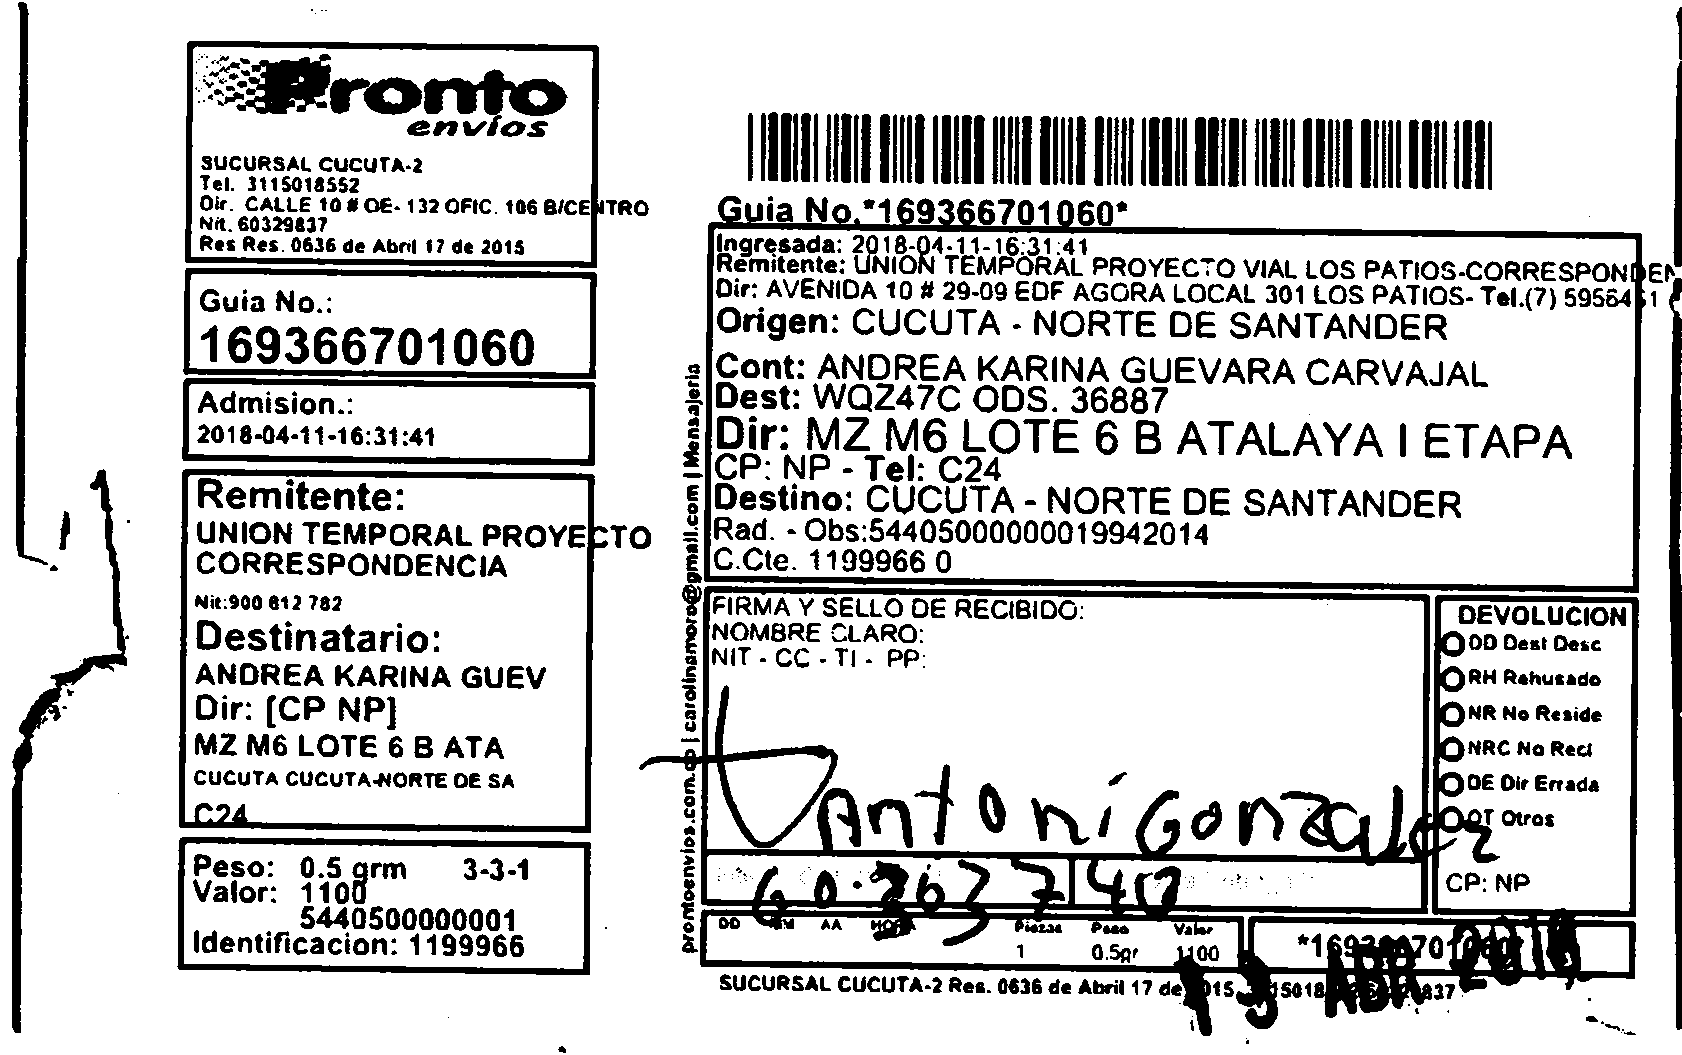 Pronto
envíos
SUCURSAL CUCUTA-2
Tel. 3115018552
Dir. CALLE 10 # OE- 132 OFIC. 106 B/CENTRO
Nit. 60329837
Res Res. 0636 de Abril 17 de 2015
Guia No.:
169366701060
Admision.:
2018-04-11-16:31:41
Remitente:
UNION TEMPORAL PROYECTO
CORRESPONDENCIA
Nit:900 612 782
Destinatario:
ANDREA KARINA GUEV
Dir: [CP NP]
MZ M6 LOTE 6 B ATA
CUCUTA CUCUTA-NORTE DE SA
C24
Peso: 0.5 grm 3-3-1
Valor: 1100
5440500000001
Identificacion: 1199966
prontoenvios.com.co | carolinamoro@gmail.com | Mensajeria
Guia No.*169366701060*
Ingresada: 2018-04-11-16:31:41
Remitente: UNION TEMPORAL PROYECTO VIAL LOS PATIOS-CORRESPONDEN
Dir: AVENIDA 10 # 29-09 EDF AGORA LOCAL 301 LOS PATIOS- Tel.(7)
Origen: CUCUTA - NORTE DE SANTANDER
Cont: ANDREA KARINA GUEVARA CARVAJAL
Dest: WQZ47C ODS. 36887
Dir: MZ M6 LOTE 6 B ATALAYA I ETAPA
CP: NP - Tel: C24
Destino: CUCUTA - NORTE DE SANTANDER
Rad. - Obs:54405000000019942014
C.Cte. 1199966 0
FIRMA Y SELLO DE RECIBIDO:
NOMBRE CLARO:
NIT - CC - TI - PP:
Antoni Gonzalez
DEVOLUCION
DD Dest Desc
RH Rehusado
NR No Reside
NRC No Recl
DE Dir Errada
OT Otros
CP: NP
DD MM AA HORA Piezas Peso Valor
1 0.5gr 1100
*169366701060*
13 ABR 2018
SUCURSAL CUCUTA-2 Res. 0636 de Abril 17 de 2015